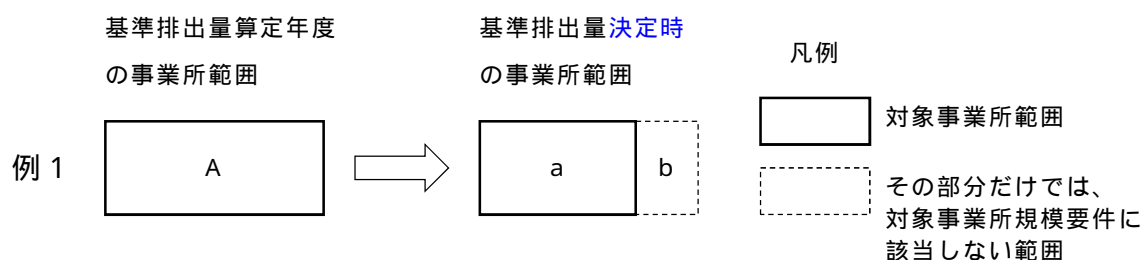 基準排出量算定年度
の事業所範囲
基準排出量決定時
の事業所範囲
凡例
対象事業所範囲
例 1
A
a
b
その部分だけでは、
対象事業所規模要件に
該当しない範囲